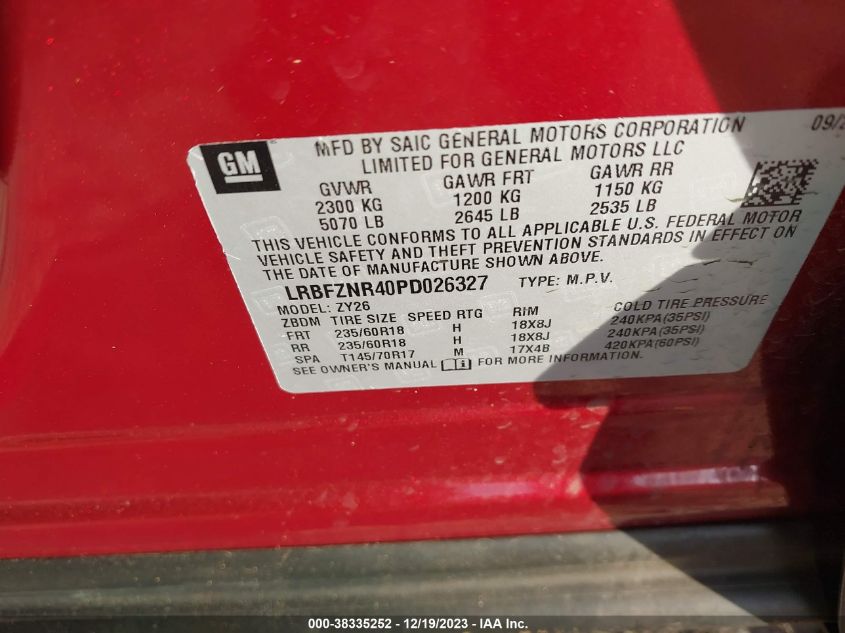 GM
MFD BY SAIC GENERAL MOTORS CORPORATION
LIMITED FOR GENERAL MOTORS LLC
09/2
GVWR GAWR FRT GAWR RR
2300 KG 1200 KG 1150 KG
5070 LB 2645 LB 2535 LB
THIS VEHICLE CONFORMS TO ALL APPLICABLE U.S. FEDERAL MOTOR
VEHICLE SAFETY AND THEFT PREVENTION STANDARDS IN EFFECT ON
THE DATE OF MANUFACTURE SHOWN ABOVE.
LRBFZNR40PD026327 TYPE: M.P.V.
MODEL: ZY26
ZBDM TIRE SIZE SPEED RTG RIM COLD TIRE PRESSURE
FRT 235/60R18 H 18X8J 240KPA(35PSI)
RR 235/60R18 H 18X8J 240KPA(35PSI)
SPA T145/70R17 M 17X4B 420KPA(60PSI)
SEE OWNER'S MANUAL FOR MORE INFORMATION.
000-38335252 - 12/19/2023 - IAA Inc.